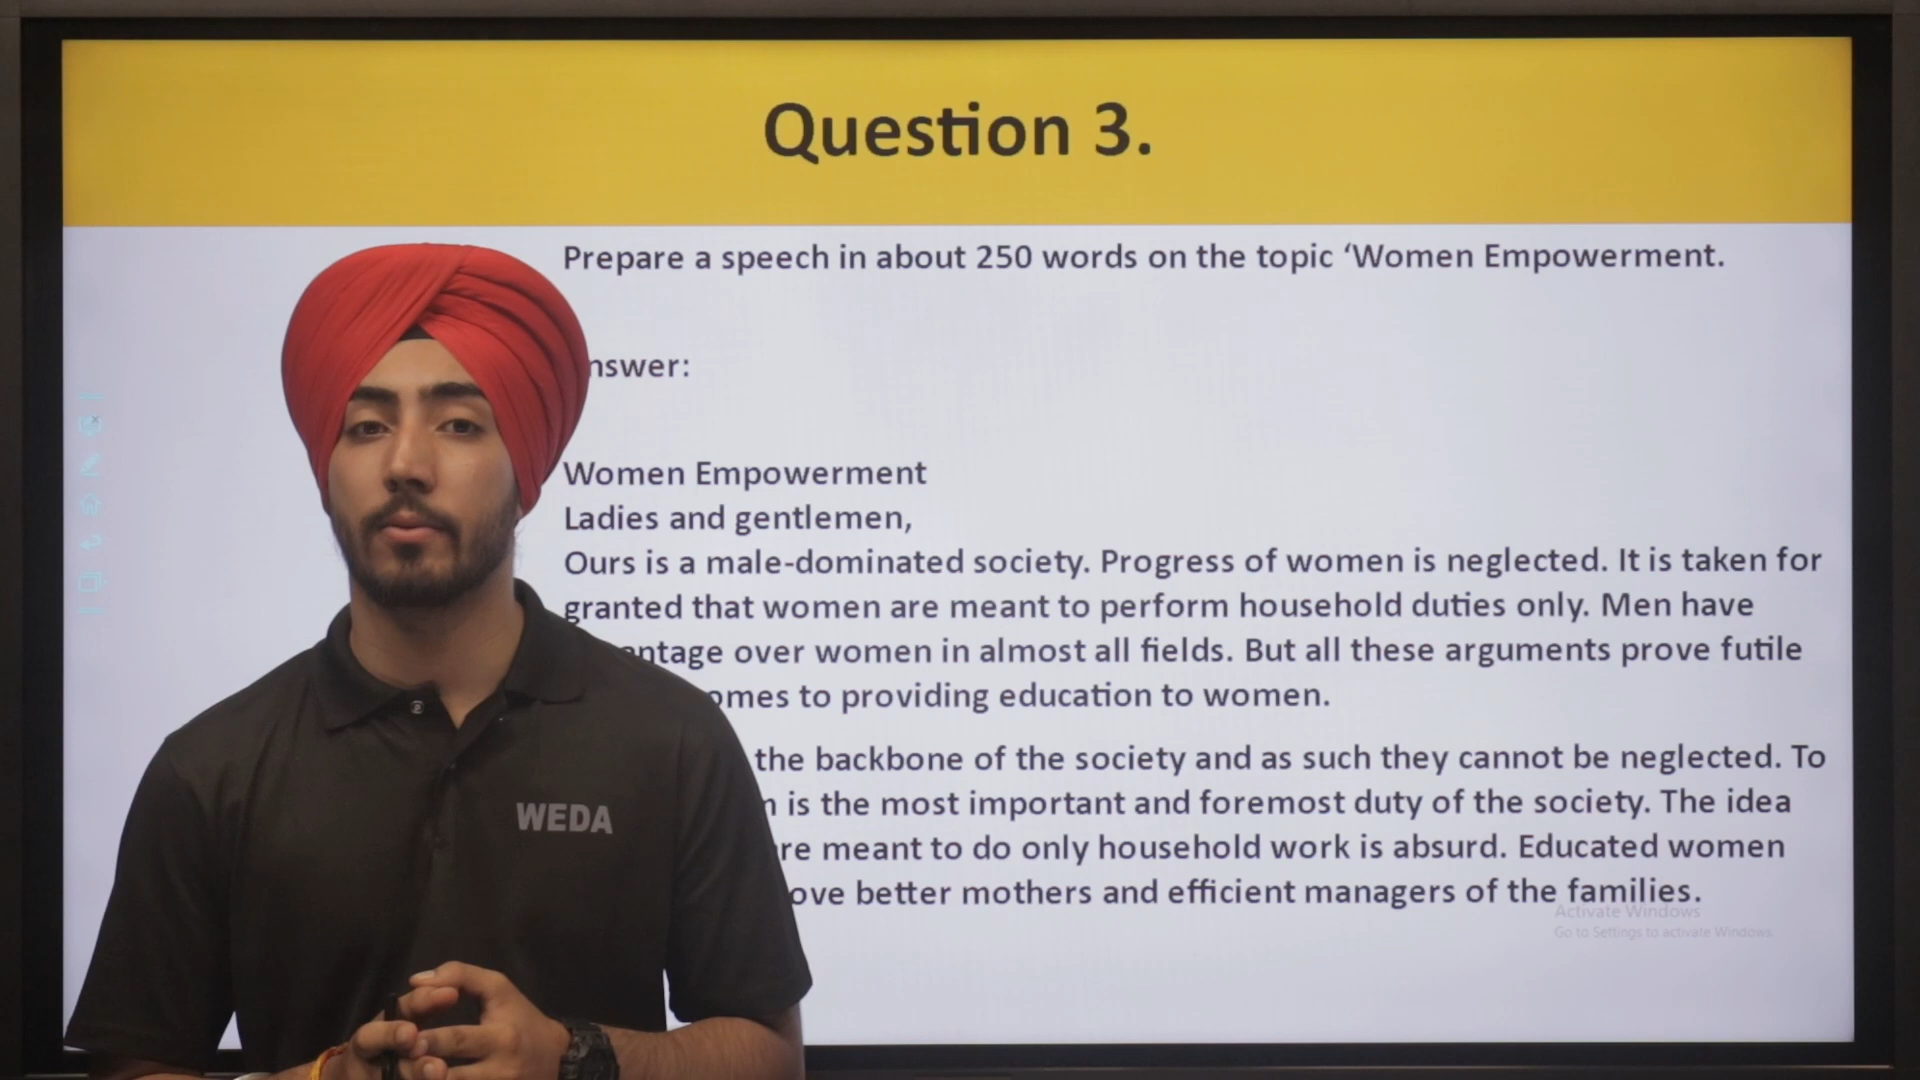 Question 3.
Prepare a speech in about 250 words on the topic ‘Women Empowerment.
nswer:
Women Empowerment
Ladies and gentlemen,
Ours is a male-dominated society. Progress of women is neglected. It is taken for
granted that women are meant to perform household duties only. Men have
over women in almost all fields. But all these arguments prove futile
to providing education to women.
the backbone of the society and as such they cannot be neglected. To
is the most important and foremost duty of the society. The idea
meant to do only household work is absurd. Educated women
better mothers and efficient managers of the families.
Activate Windows
Go to Settings to activate Windows.
WEDA